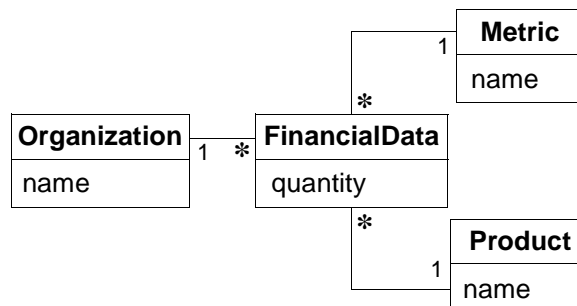 Metric
1
name
*
Organization
FinancialData
1
*
name
quantity
*
Product
1
name